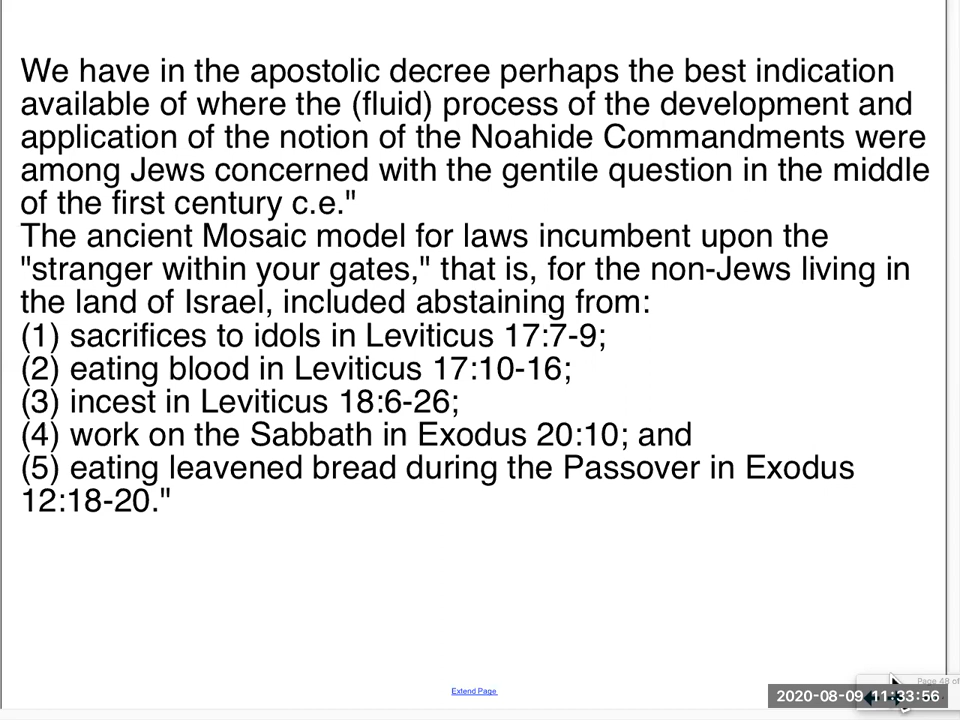 We have in the apostolic decree perhaps the best indication
available of where the (fluid) process of the development and
application of the notion of the Noahide Commandments were
among Jews concerned with the gentile question in the middle
of the first century c.e."
The ancient Mosaic model for laws incumbent upon the
"stranger within your gates," that is, for the non-Jews living in
the land of Israel, included abstaining from:
(1) sacrifices to idols in Leviticus 17:7-9;
(2) eating blood in Leviticus 17:10-16;
(3) incest in Leviticus 18:6-26;
(4) work on the Sabbath in Exodus 20:10; and
(5) eating leavened bread during the Passover in Exodus
12:18-20."
Extend Page
Page 48 of
2020-08-09 11:33:56